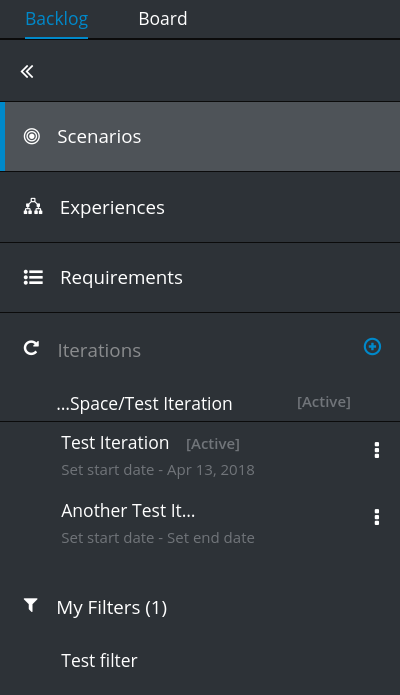 Backlog Board
Scenarios
Experiences
Requirements
Iterations
...Space/Test Iteration [Active]
Test Iteration [Active]
Set start date - Apr 13, 2018
Another Test It...
Set start date - Set end date
My Filters (1)
Test filter